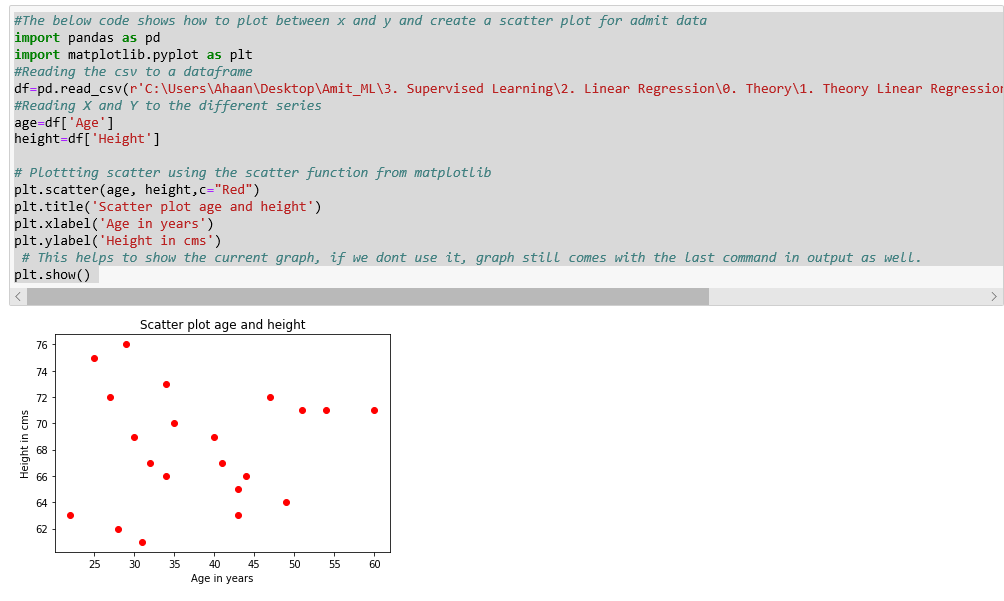 #The below code shows how to plot between x and y and create a scatter plot for admit data
import pandas as pd
import matplotlib.pyplot as plt
#Reading the csv to a dataframe
df=pd.read_csv(r'C:\Users\Ahaan\Desktop\Amit_ML\3. Supervised Learning\2. Linear Regression\0. Theory\1. Theory Linear Regression
#Reading X and Y to the different series
age=df['Age']
height=df['Height']
# Plottting scatter using the scatter function from matplotlib
plt.scatter(age, height,c="Red")
plt.title('Scatter plot age and height')
plt.xlabel('Age in years')
plt.ylabel('Height in cms')
# This helps to show the current graph, if we dont use it, graph still comes with the last command in output as well.
plt.show()
Scatter plot age and height
Height in cms
76
74
72
70
68
66
64
62
25 30 35 40 45 50 55 60
Age in years